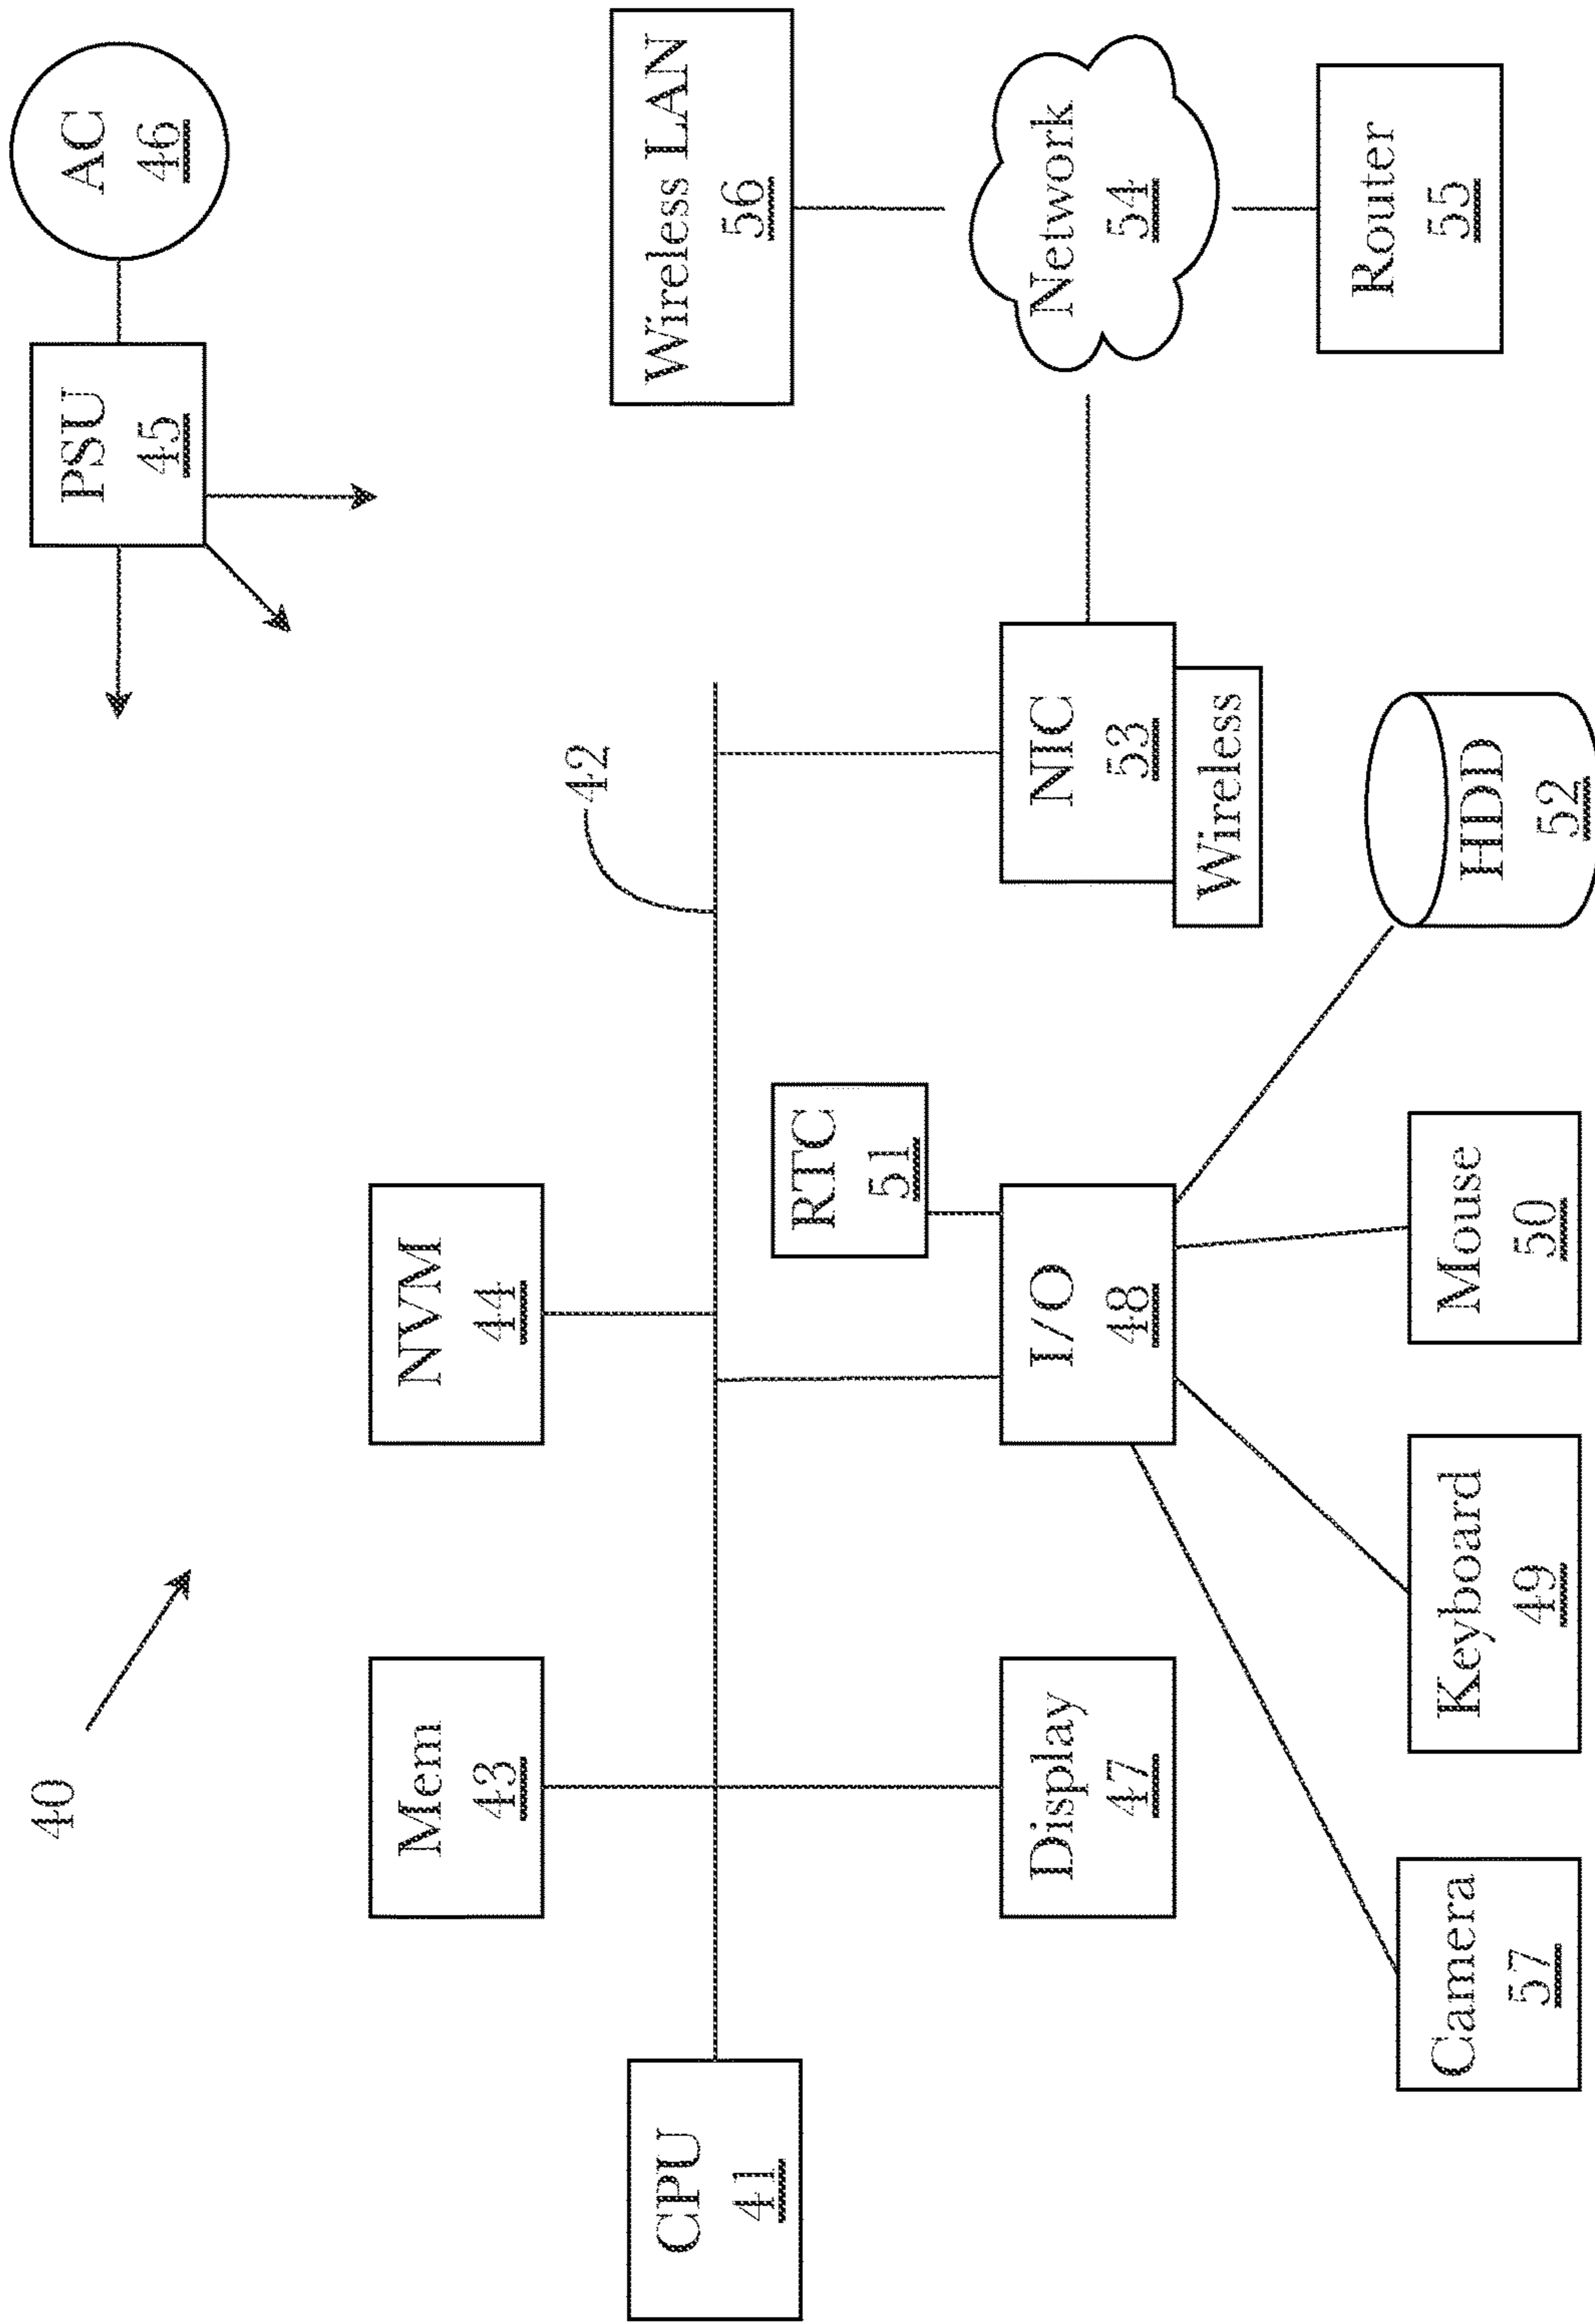 40
PSU
45
AC
46
Mem
43
NVM
44
42
CPU
41
Wireless LAN
56
RTC
51
Display
47
I/O
48
NIC
53
Wireless
Network
54
Camera
57
Keyboard
49
Mouse
50
HDD
52
Router
55